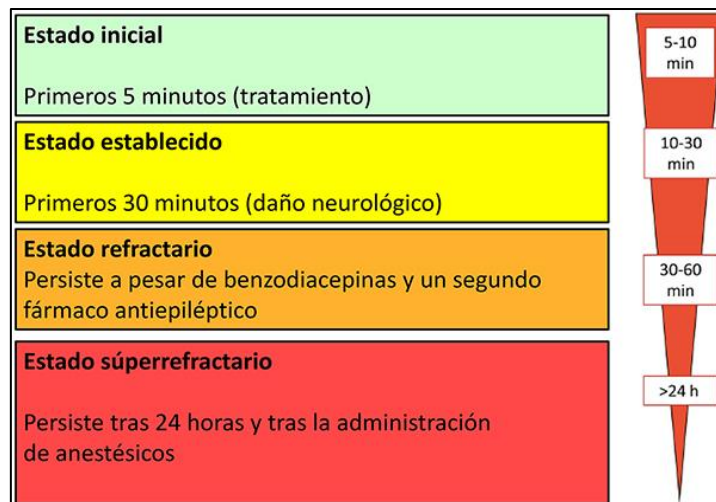 Estado inicial
Primeros 5 minutos (tratamiento)
5-10
min
Estado establecido
Primeros 30 minutos (daño neurológico)
10-30
min
Estado refractario
Persiste a pesar de benzodiacepinas y un segundo
fármaco antiepiléptico
30-60
min
Estado súperrefractario
Persiste tras 24 horas y tras la administración
de anestésicos
>24 h